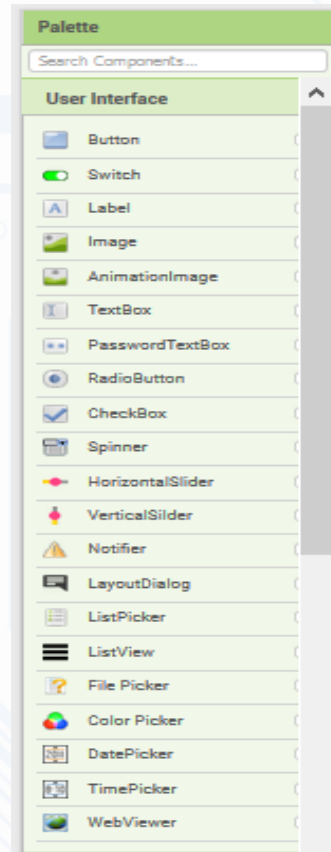 Palette
Search Components...
User Interface
Button
Switch
Label
Image
AnimationImage
TextBox
PasswordTextBox
RadioButton
CheckBox
Spinner
HorizontalSlider
VerticalSilder
Notifier
LayoutDialog
ListPicker
ListView
File Picker
Color Picker
DatePicker
TimePicker
WebViewer